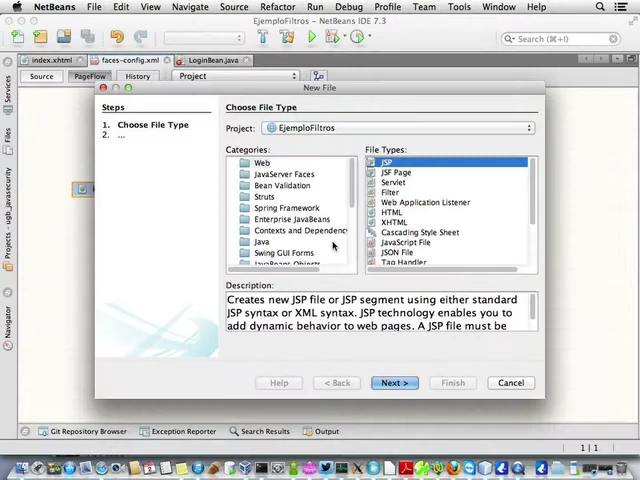 NetBeans File Edit View Navigate Source Refactor Run Debug Profile Team Tools Window Help
EjemploFiltros - NetBeans IDE 7.3
Search (⌘+I)
index.xhtml faces-config.xml LoginBean.java
Source PageFlow History Project
New File
Steps
1. Choose File Type
2. ...
Choose File Type
Project: EjemploFiltros
Categories:
Web
JavaServer Faces
Bean Validation
Struts
Spring Framework
Enterprise JavaBeans
Contexts and Dependency
Java
Swing GUI Forms
JavaBeans Objects
File Types:
JSP
JSF Page
Servlet
Filter
Web Application Listener
HTML
XHTML
Cascading Style Sheet
JavaScript File
JSON File
Tag Handler
Description:
Creates new JSP file or JSP segment using either standard
JSP syntax or XML syntax. JSP technology enables you to
add dynamic behavior to web pages. A JSP file must be
Help < Back Next > Finish Cancel
Services
Files
Projects - ugb_javasecurity
Navigator
Git Repository Browser Exception Reporter Search Results Output
1 | 1